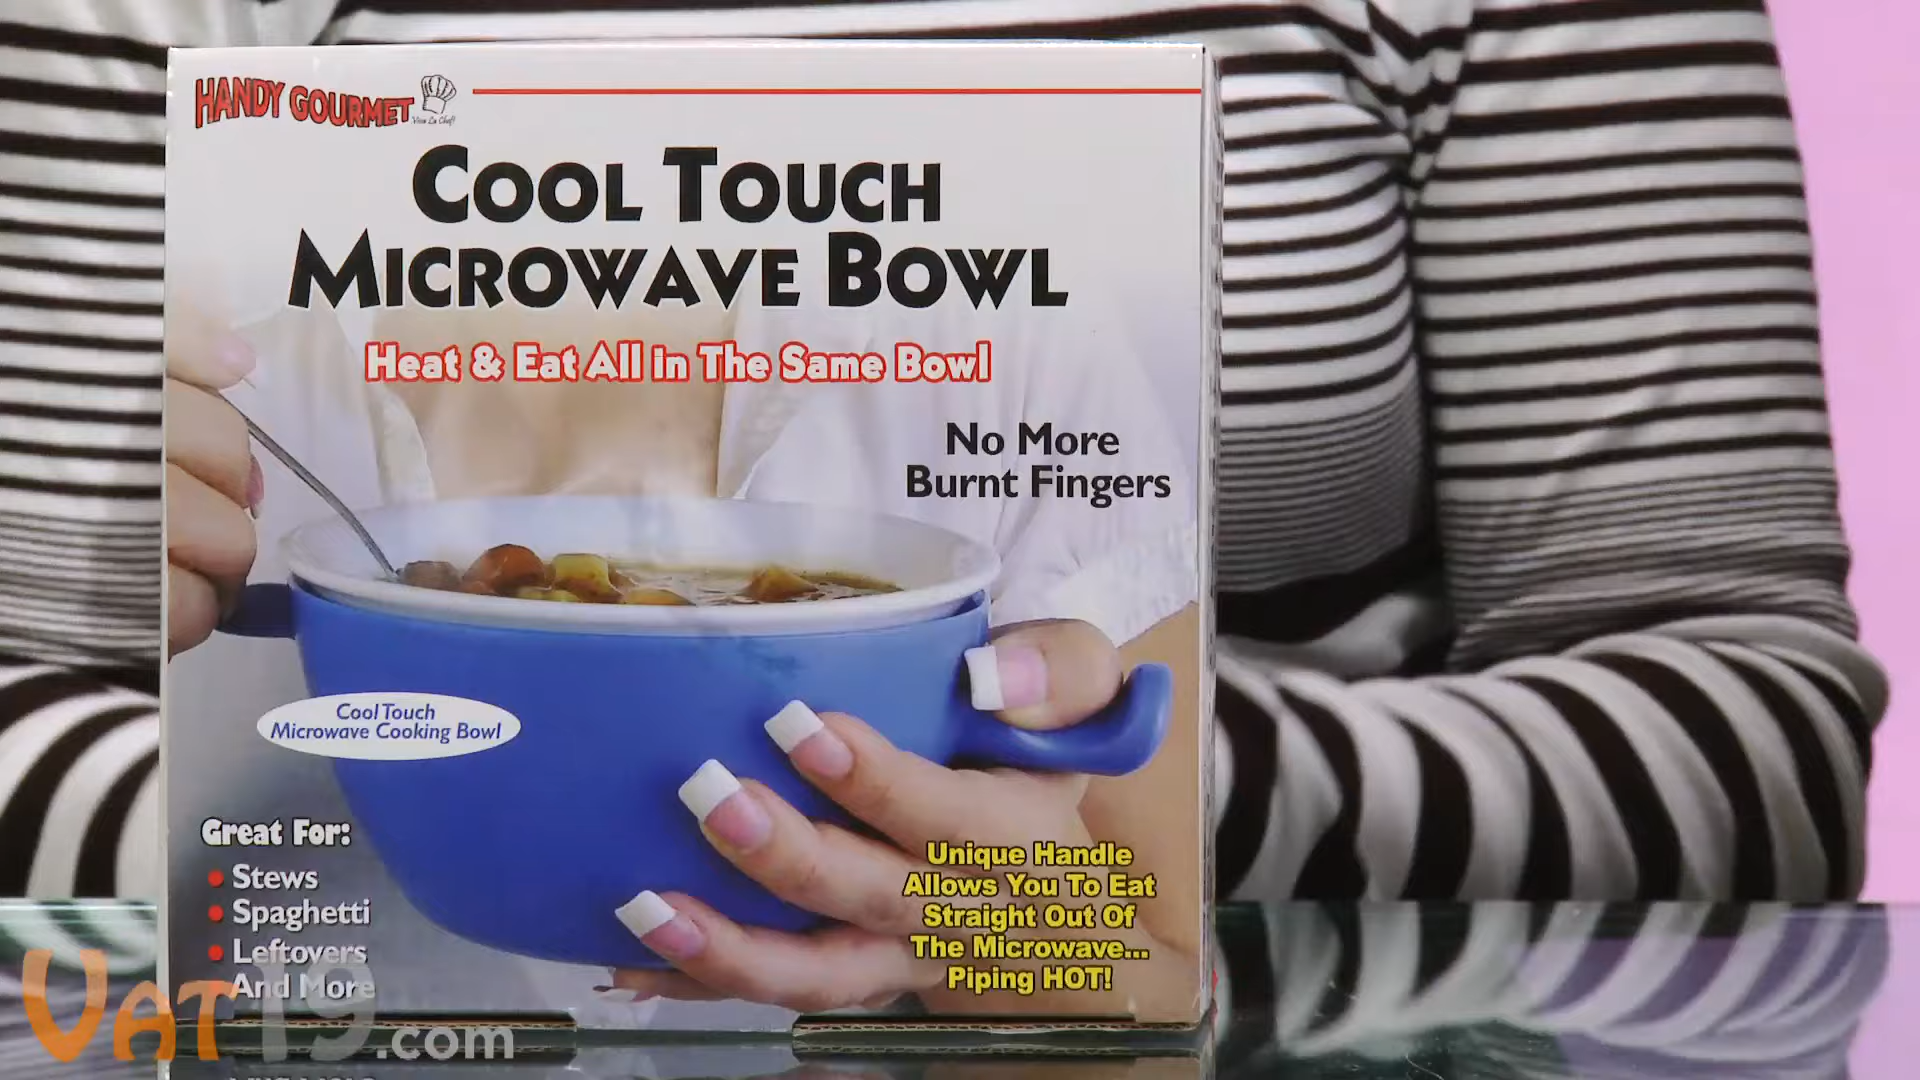 HANDY GOURMET
Viva La Chef!
COOL TOUCH
MICROWAVE BOWL
Heat & Eat All in The Same Bowl
No More
Burnt Fingers
Cool Touch
Microwave Cooking Bowl
Great For:
• Stews
• Spaghetti
• Leftovers
And More
Unique Handle
Allows You To Eat
Straight Out Of
The Microwave...
Piping HOT!
VAT19.com